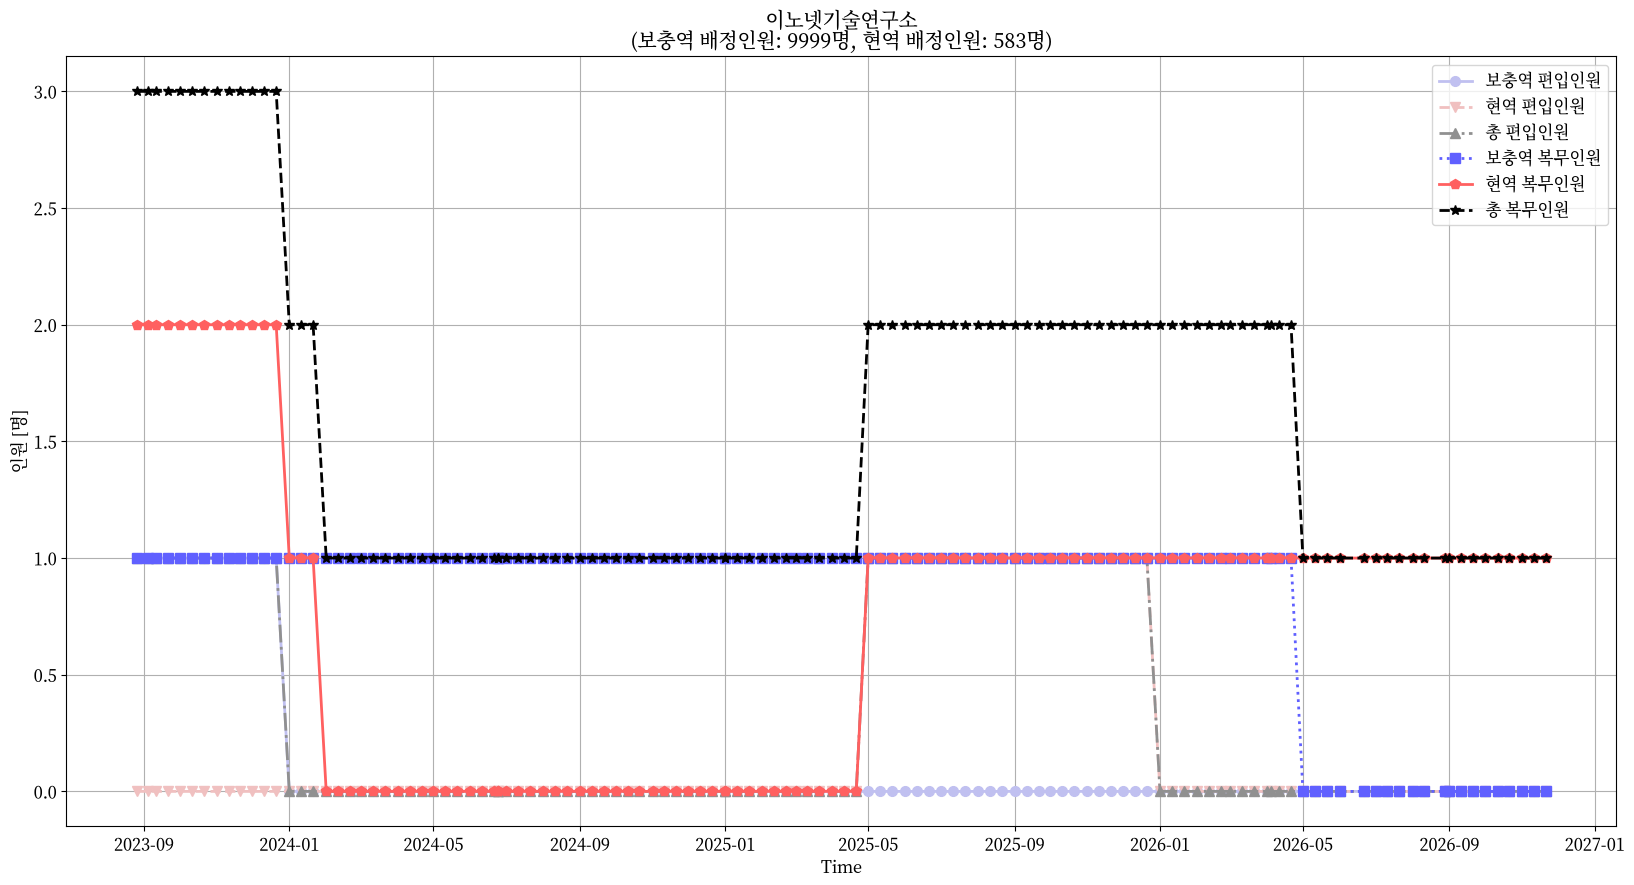 이노넷기술연구소
(보충역 배정인원: 9999명, 현역 배정인원: 583명)
보충역 편입인원
현역 편입인원
총 편입인원
보충역 복무인원
현역 복무인원
총 복무인원
인원 [명]
3.0
2.5
2.0
1.5
1.0
0.5
0.0
2023-09
2024-01
2024-05
2024-09
2025-01
2025-05
2025-09
2026-01
2026-05
2026-09
2027-01
Time